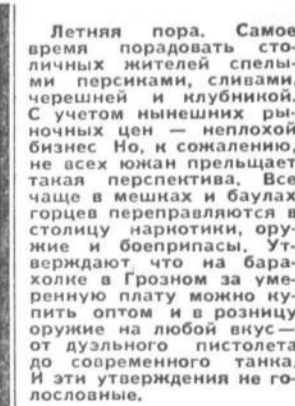 Летняя пора. Самое
время порадовать сто-
личных жителей спелы-
ми персиками, сливами,
черешней и клубникой.
С учетом нынешних ры-
ночных цен — неплохой
бизнес Но, к сожалению,
не всех южан прельщает
такая перспектива. Все
чаще в мешках и баулах
горцев переправляются в
столицу наркотики, ору-
жие и боеприпасы. Ут-
верждают что на бара-
холке в Грозном за уме-
ренную плату можно ку-
пить оптом и в розницу
оружие на любой вкус—
от дуэльного пистолета
до современного танка.
И эти утверждения не го-
лословные.